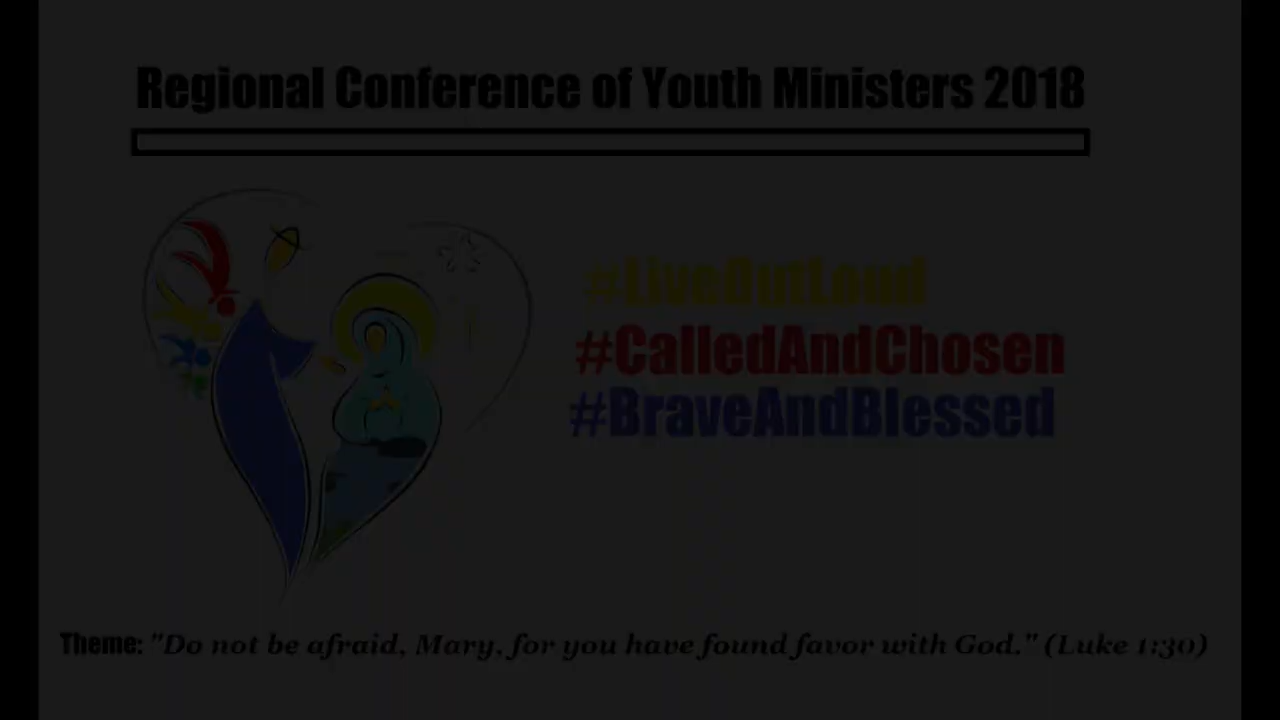 Regional Conference of Youth Ministers 2018
#LiveOutLoud
#CalledAndChosen
#BraveAndBlessed
Theme: "Do not be afraid, Mary, for you have found favor with God." (Luke 1:30)